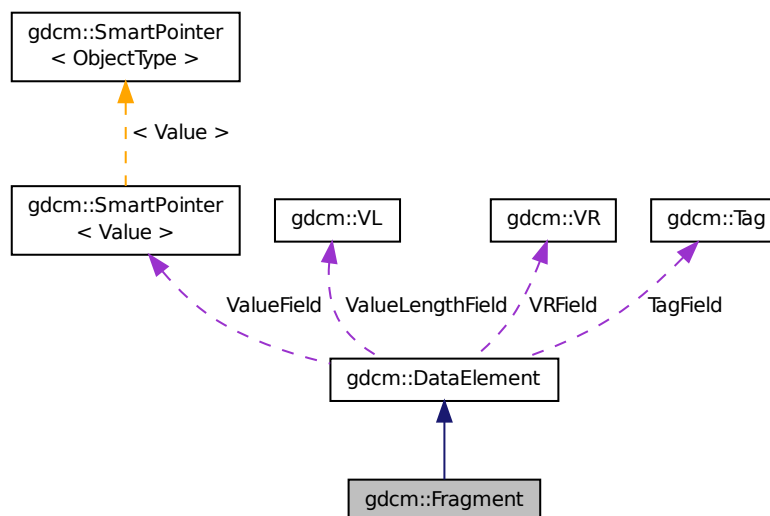 gdcm::SmartPointer
< ObjectType >
< Value >
gdcm::SmartPointer
< Value >
gdcm::VL
gdcm::VR
gdcm::Tag
ValueField
ValueLengthField
VRField
TagField
gdcm::DataElement
gdcm::Fragment